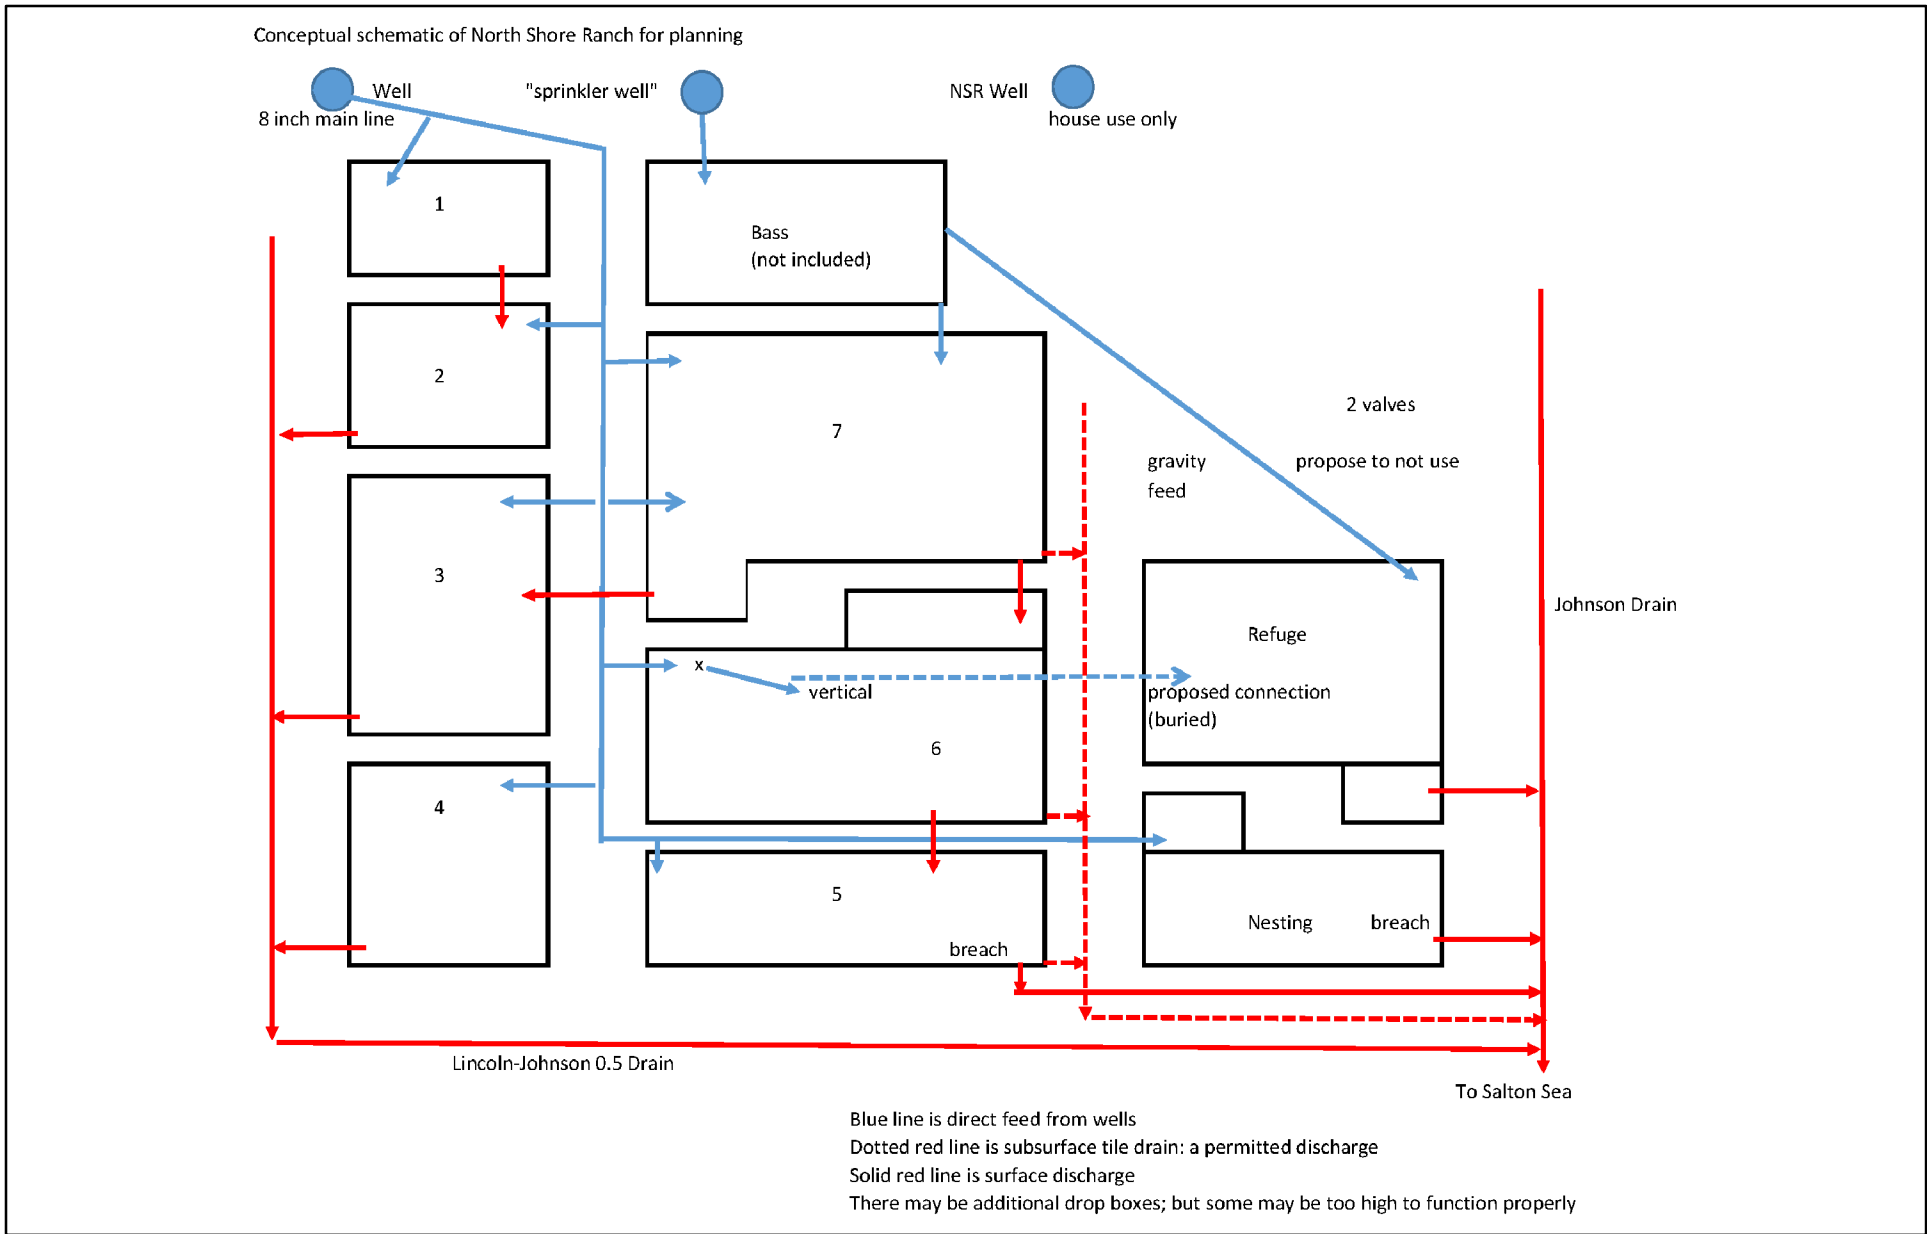 Conceptual schematic of North Shore Ranch for planning
Well
"sprinkler well"
NSR Well
8 inch main line
house use only
1
Bass
(not included)
2
7
2 valves
gravity
feed
propose to not use
3
Johnson Drain
Refuge
x
vertical
proposed connection
(buried)
6
4
5
Nesting
breach
breach
Lincoln-Johnson 0.5 Drain
To Salton Sea
Blue line is direct feed from wells
Dotted red line is subsurface tile drain: a permitted discharge
Solid red line is surface discharge
There may be additional drop boxes; but some may be too high to function properly